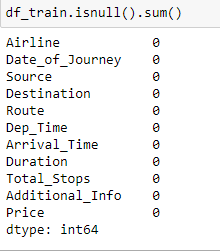 df_train.isnull().sum()
Airline 0
Date_of_Journey 0
Source 0
Destination 0
Route 0
Dep_Time 0
Arrival_Time 0
Duration 0
Total_Stops 0
Additional_Info 0
Price 0
dtype: int64